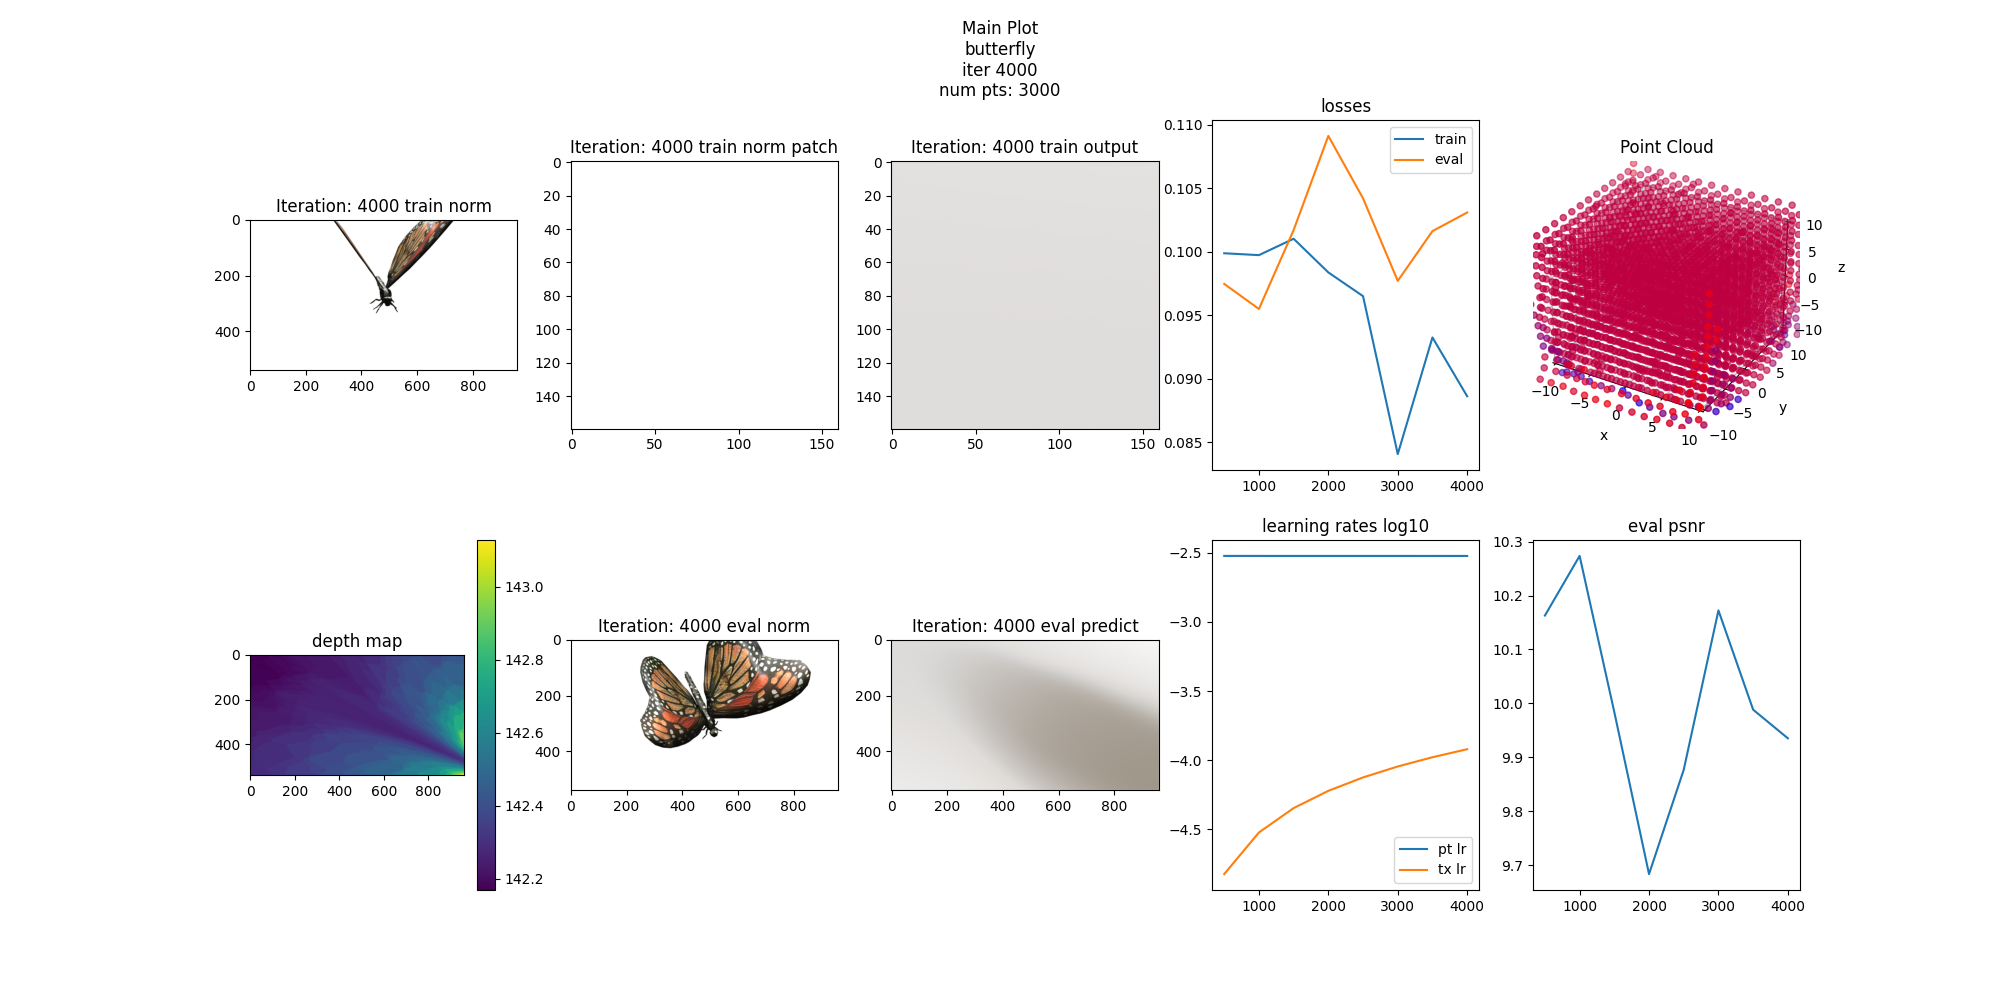 Main Plot
butterfly
iter 4000
num pts: 3000
Iteration: 4000 train norm
0
200
400
0 200 400 600 800
Iteration: 4000 train norm patch
0
20
40
60
80
100
120
140
0 50 100 150
Iteration: 4000 train output
0
20
40
60
80
100
120
140
0 50 100 150
losses
0.110
0.105
0.100
0.095
0.090
0.085
train
eval
1000 2000 3000 4000
Point Cloud
10
5
0
−5
−10
z
10
5
0
−5
−10
y
−10
−5
0
5
10
x
depth map
0
200
400
0 200 400 600 800
143.0
142.8
142.6
142.4
142.2
Iteration: 4000 eval norm
0
200
400
0 200 400 600 800
Iteration: 4000 eval predict
0
200
400
0 200 400 600 800
learning rates log10
−2.5
−3.0
−3.5
−4.0
−4.5
pt lr
tx lr
1000 2000 3000 4000
eval psnr
10.3
10.2
10.1
10.0
9.9
9.8
9.7
1000 2000 3000 4000